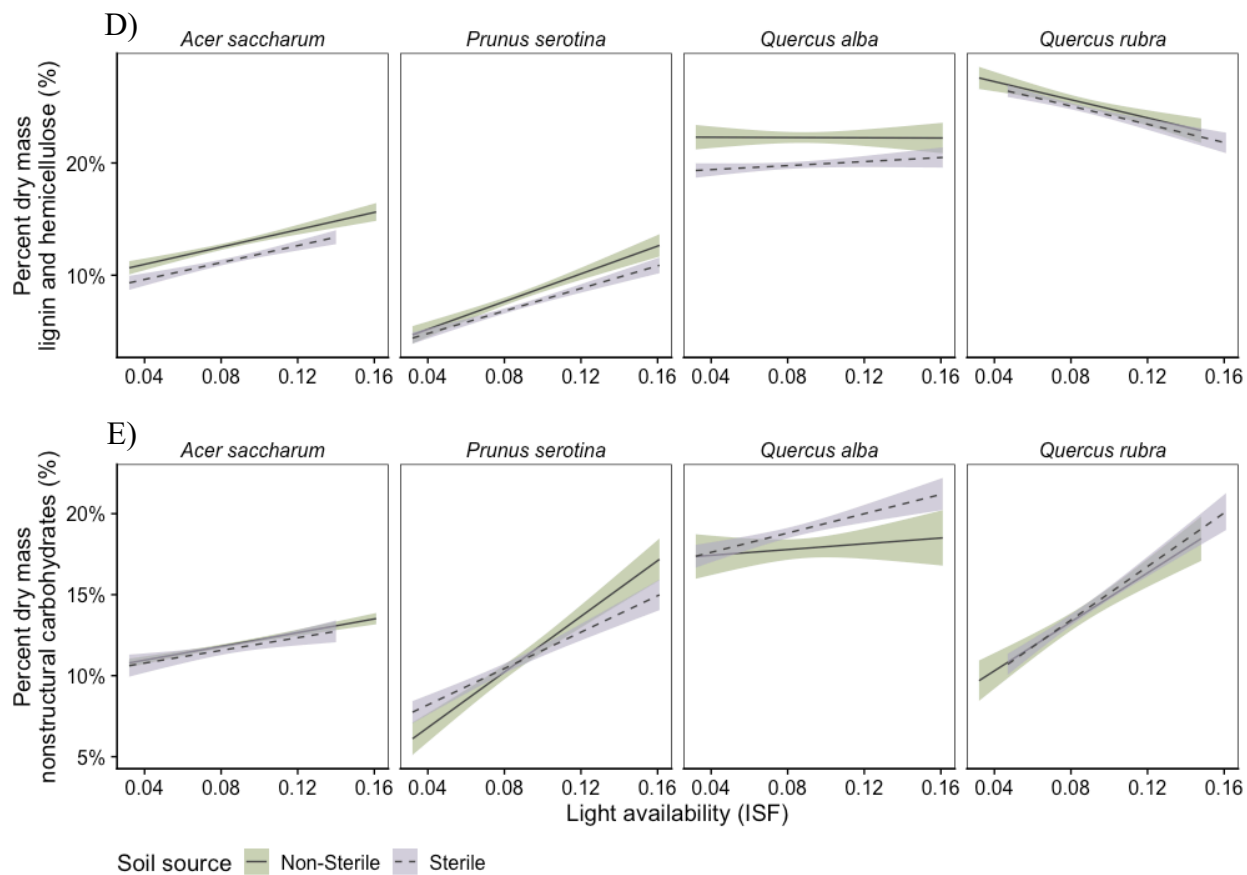 D)
Acer saccharum Prunus serotina Quercus alba Quercus rubra
Percent dry mass
lignin and hemicellulose (%)
20%
10%
0.04 0.08 0.12 0.16 0.04 0.08 0.12 0.16 0.04 0.08 0.12 0.16 0.04 0.08 0.12 0.16
E)
Acer saccharum Prunus serotina Quercus alba Quercus rubra
Percent dry mass
nonstructural carbohydrates (%)
20%
15%
10%
5%
0.04 0.08 0.12 0.16 0.04 0.08 0.12 0.16 0.04 0.08 0.12 0.16 0.04 0.08 0.12 0.16
Light availability (ISF)
Soil source Non-Sterile Sterile